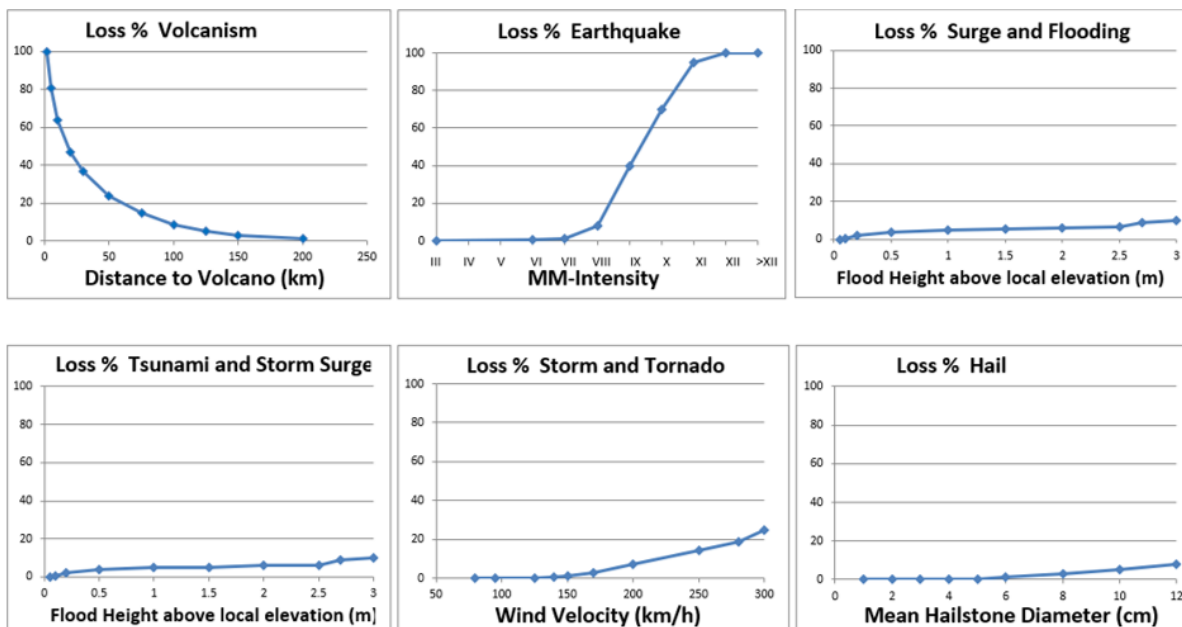 Loss % Volcanism
100
80
60
40
20
0
0 50 100 150 200 250
Distance to Volcano (km)
Loss % Earthquake
100
80
60
40
20
0
III IV V VI VII VIII IX X XI XII >XII
MM-Intensity
Loss % Surge and Flooding
100
80
60
40
20
0
0.5 1 1.5 2 2.5 3
Flood Height above local elevation (m)
Loss % Tsunami and Storm Surge
100
80
60
40
20
0
0 0.5 1 1.5 2 2.5 3
Flood Height above local elevation (m)
Loss % Storm and Tornado
100
80
60
40
20
0
50 100 150 200 250 300
Wind Velocity (km/h)
Loss % Hail
100
80
60
40
20
0
0 2 4 6 8 10 12
Mean Hailstone Diameter (cm)